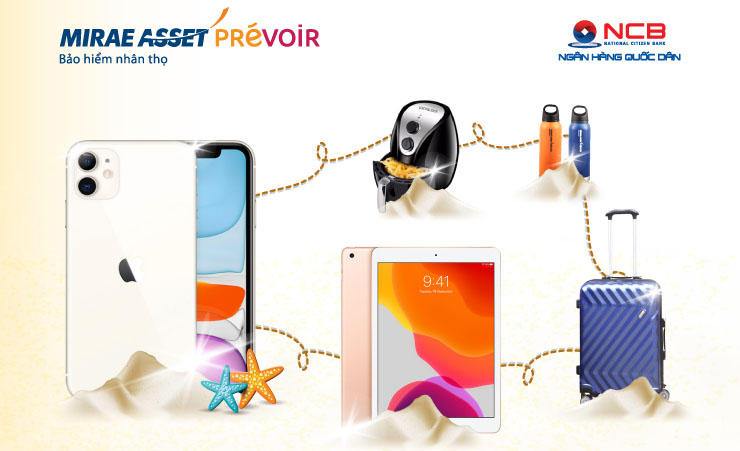 MIRAE ASSET PRéVOIR
Bảo hiểm nhân thọ
NCB
NATIONAL CITIZEN BANK
NGÂN HÀNG QUỐC DÂN
9:41